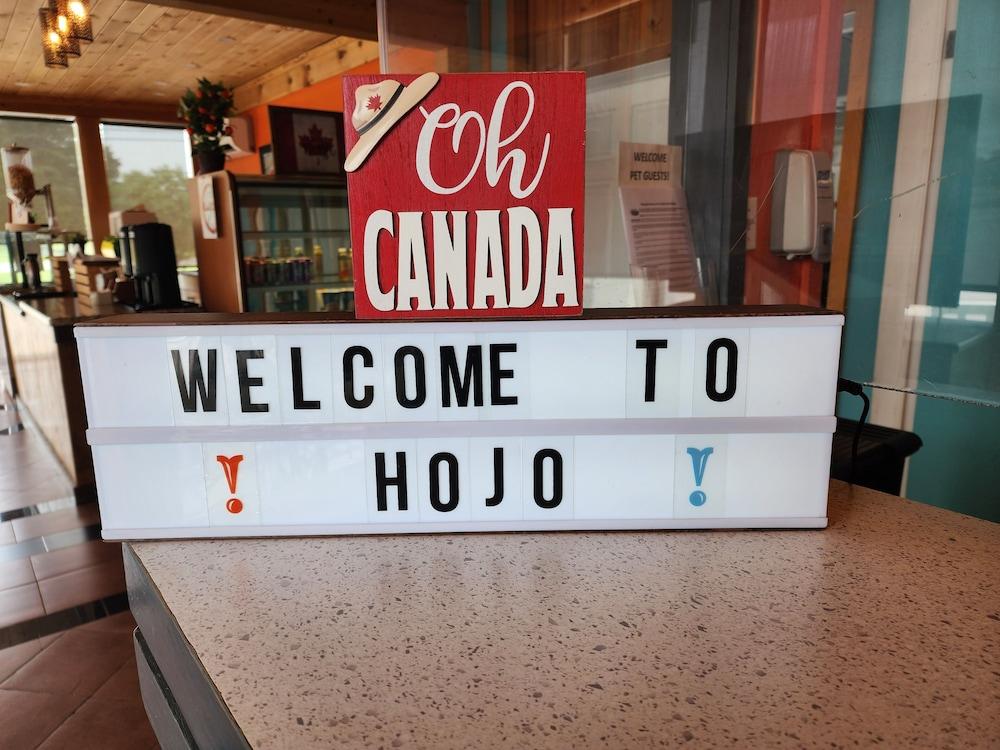 Oh
CANADA
WELCOME
PET GUESTS!
WELCOME TO
! HOJO !